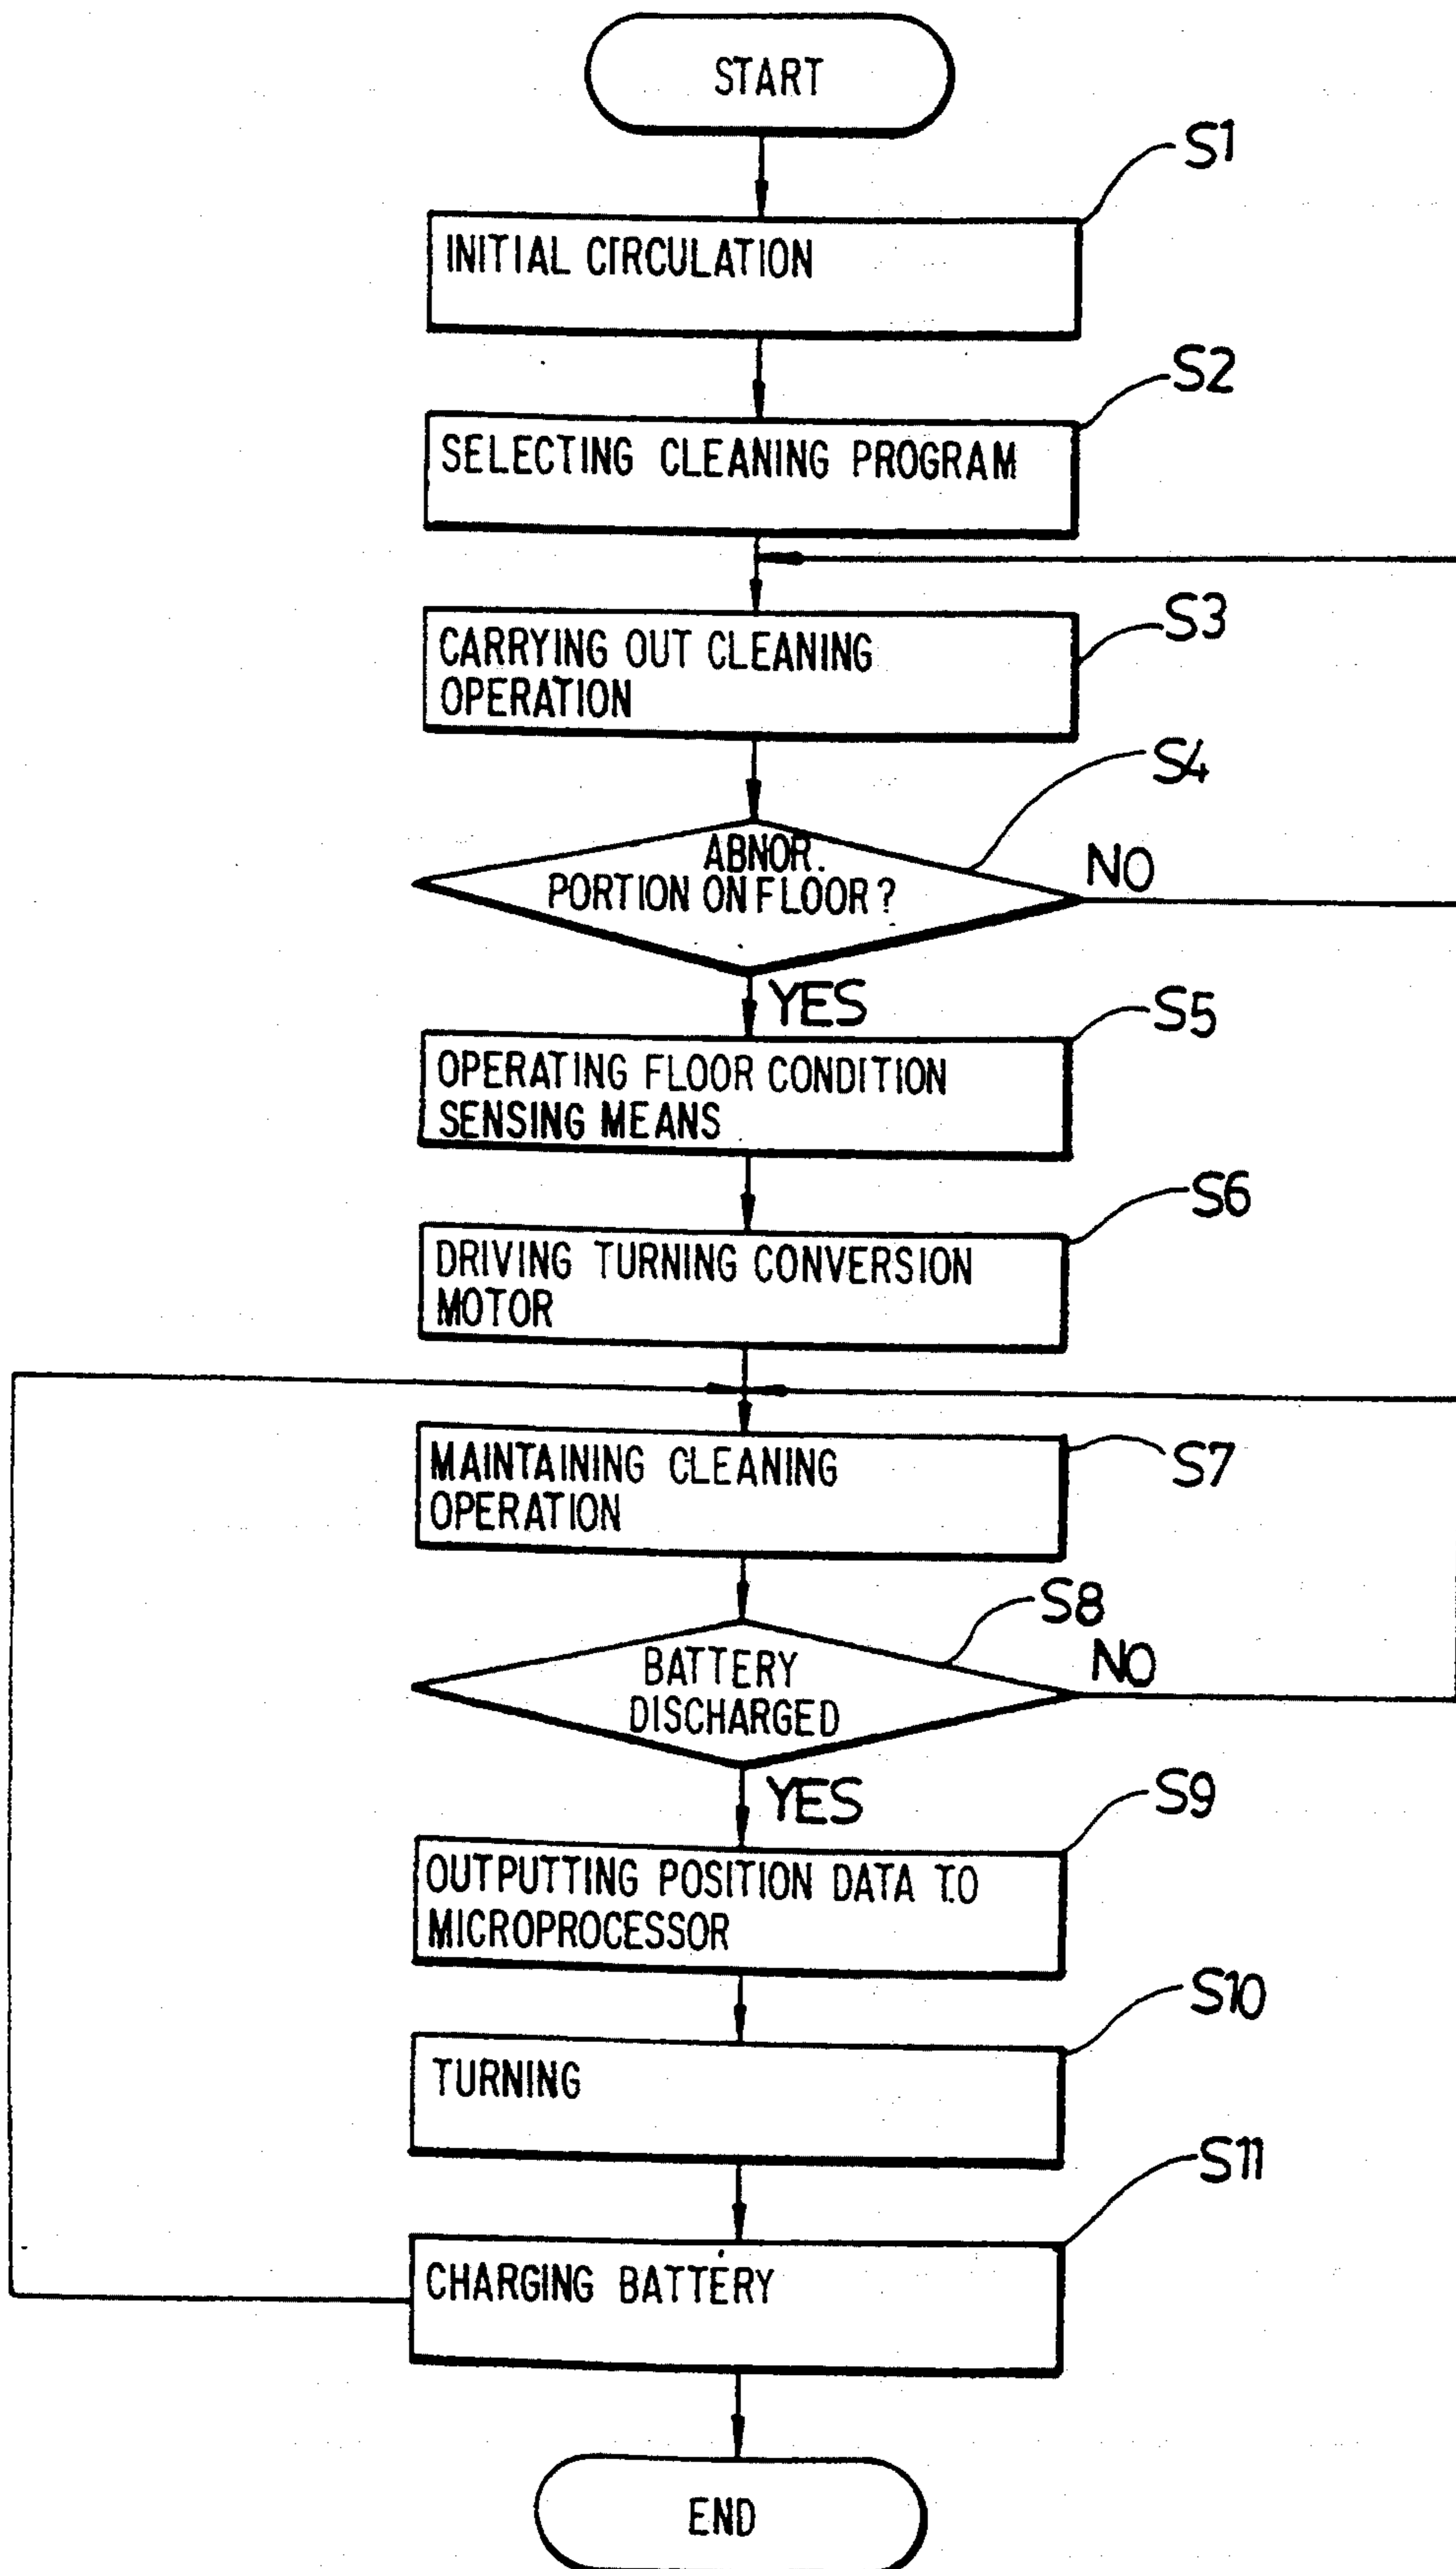 START
S1
INITIAL CIRCULATION
S2
SELECTING CLEANING PROGRAM
S3
CARRYING OUT CLEANING
OPERATION
S4
ABNOR.
PORTION ON FLOOR?
NO
YES
S5
OPERATING FLOOR CONDITION
SENSING MEANS
S6
DRIVING TURNING CONVERSION
MOTOR
S7
MAINTAINING CLEANING
OPERATION
S8
BATTERY
DISCHARGED
NO
YES
S9
OUTPUTTING POSITION DATA TO
MICROPROCESSOR
S10
TURNING
S11
CHARGING BATTERY
END